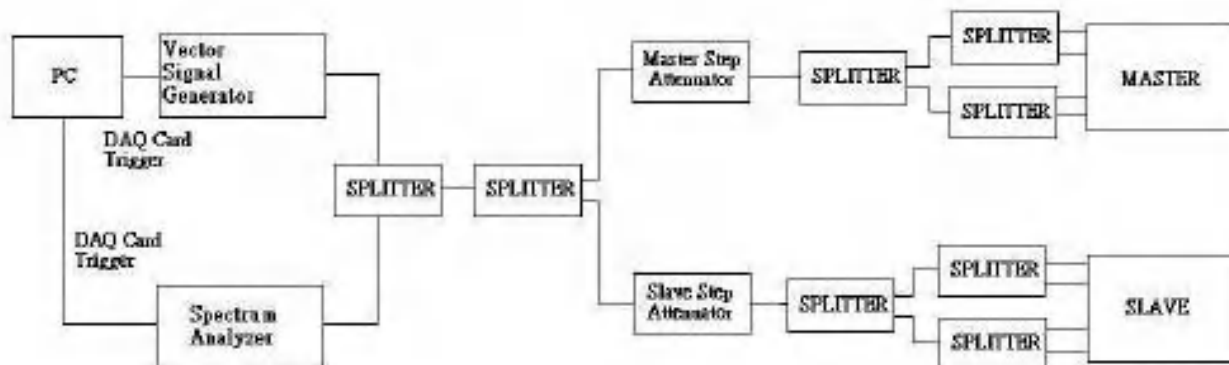 PC
Vector
Signal
Generator
DAQ Card
Trigger
DAQ Card
Trigger
Spectrum
Analyzer
SPLITTER
SPLITTER
Master Step
Attenuator
SPLITTER
SPLITTER
SPLITTER
MASTER
Slave Step
Attenuator
SPLITTER
SPLITTER
SPLITTER
SLAVE